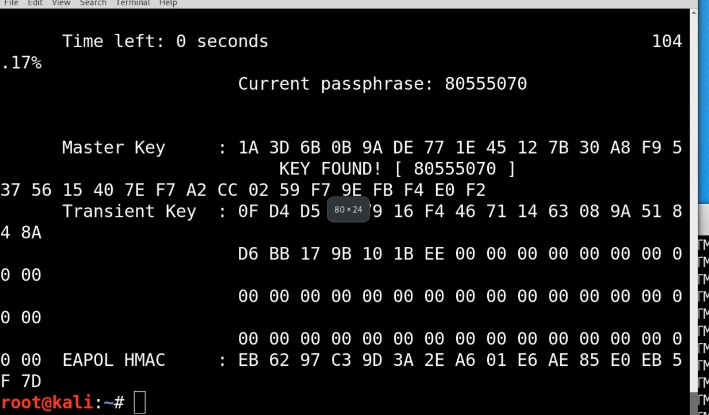 File Edit View Search Terminal Help
Time left: 0 seconds 104
.17%
Current passphrase: 80555070
Master Key : 1A 3D 6B 0B 9A DE 77 1E 45 12 7B 30 A8 F9 5
KEY FOUND! [ 80555070 ]
37 56 15 40 7E F7 A2 CC 02 59 F7 9E FB F4 E0 F2
Transient Key : 0F D4 D5 79 16 F4 46 71 14 63 08 9A 51 8
80 × 24
4 8A
D6 BB 17 9B 10 1B EE 00 00 00 00 00 00 00 0
0 00
00 00 00 00 00 00 00 00 00 00 00 00 00 00 0
0 00
00 00 00 00 00 00 00 00 00 00 00 00 00 00 0
0 00 EAPOL HMAC : EB 62 97 C3 9D 3A 2E A6 01 E6 AE 85 E0 EB 5
F 7D
root@kali:~#